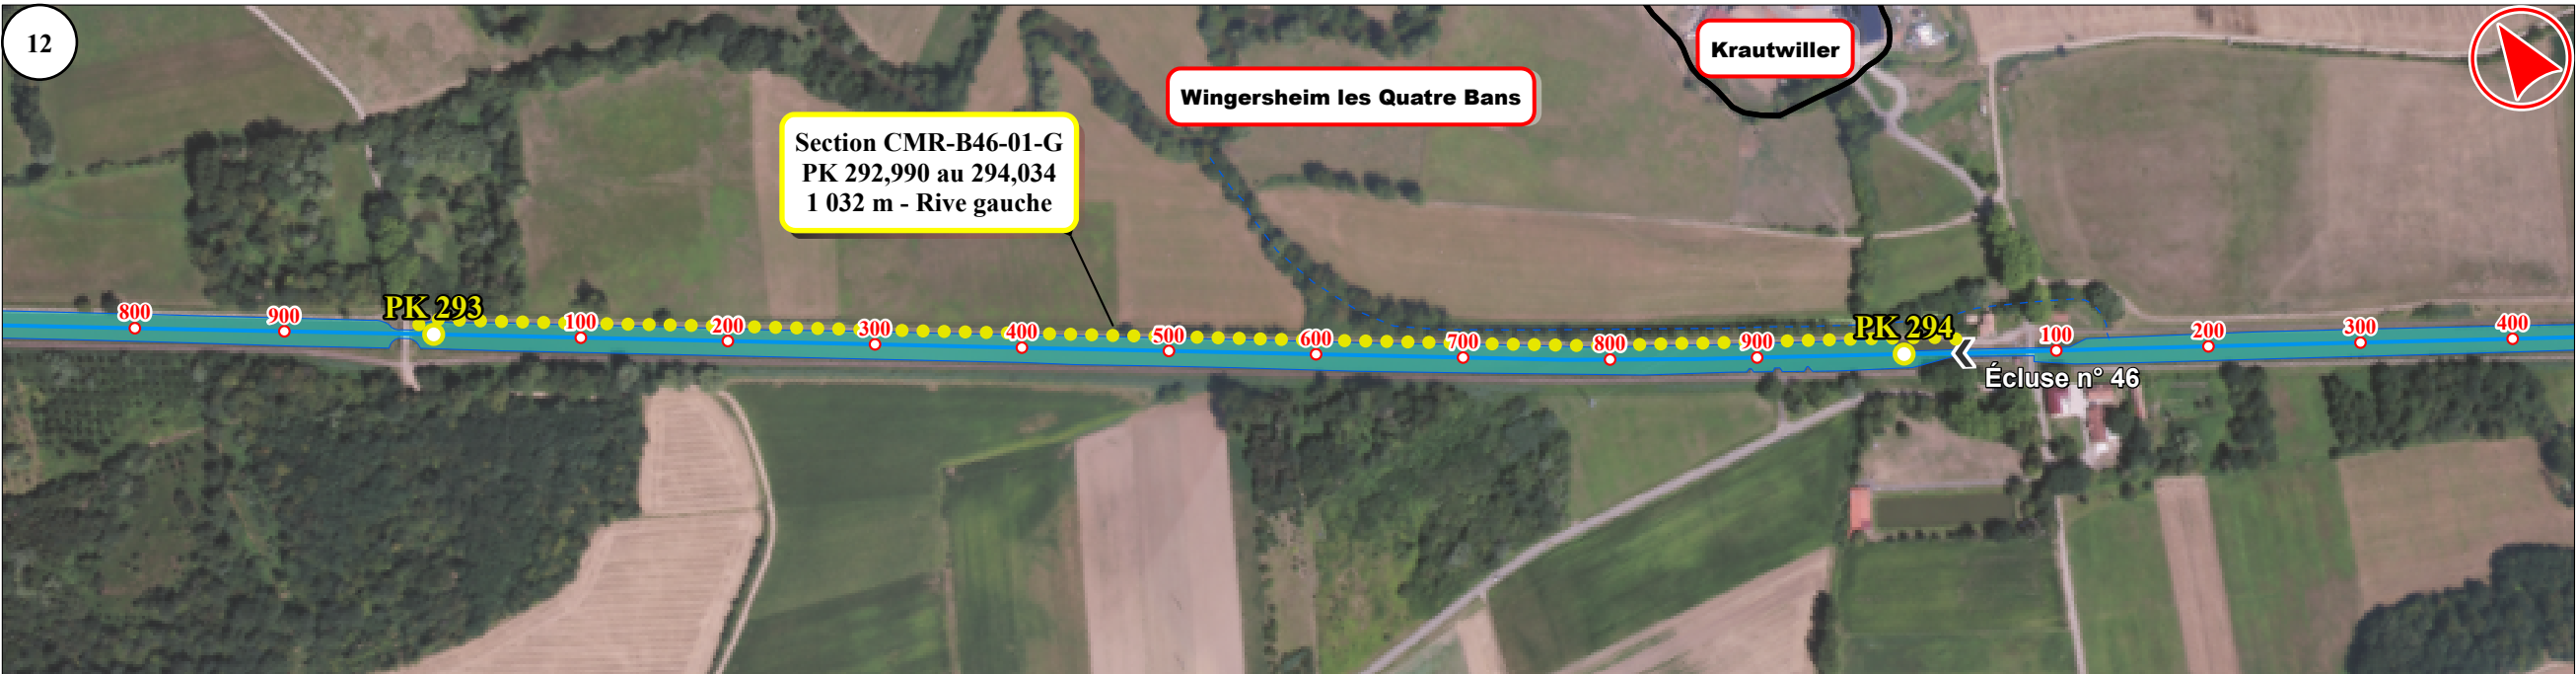 12
Krautwiller
Wingersheim les Quatre Bans
Section CMR-B46-01-G
PK 292,990 au 294,034
1 032 m - Rive gauche
800
900
PK 293
100
200
300
400
500
600
700
800
900
PK 294
100
200
300
400
Écluse n° 46